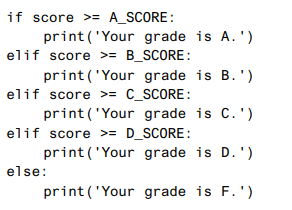 if score >= A_SCORE:
    print('Your grade is A.')
elif score >= B_SCORE:
    print('Your grade is B.')
elif score >= C_SCORE:
    print('Your grade is C.')
elif score >= D_SCORE:
    print('Your grade is D.')
else:
    print('Your grade is F.')